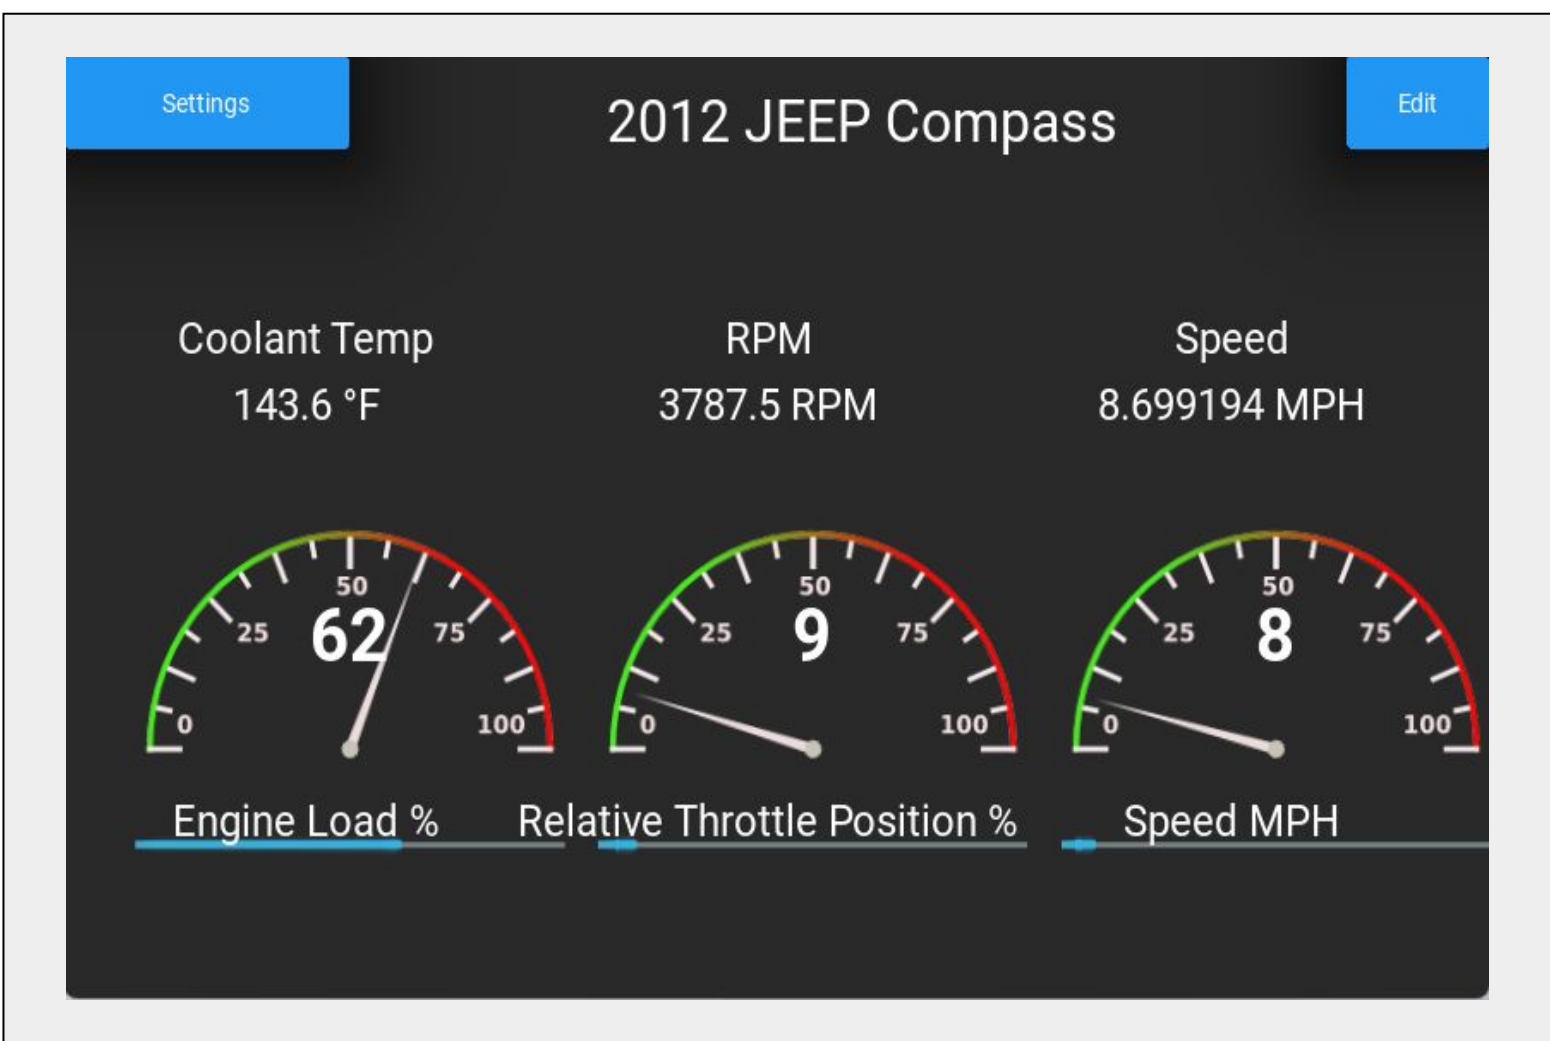 Settings
2012 JEEP Compass
Edit
Coolant Temp
RPM
Speed
143.6 °F
3787.5 RPM
8.699194 MPH
0
25
50
75
100
62
0
25
50
75
100
9
0
25
50
75
100
8
Engine Load %
Relative Throttle Position %
Speed MPH